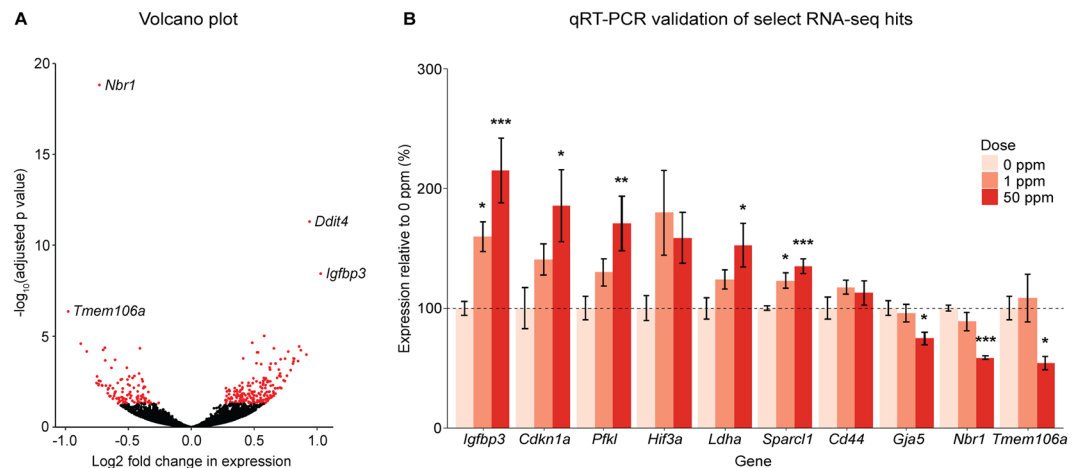 A
Volcano plot
20
15
10
5
0
-1.0
-0.5
0.0
0.5
1.0
-log10(adjusted p value)
Log2 fold change in expression
Nbr1
Ddit4
Igfbp3
Tmem106a
B
qRT-PCR validation of select RNA-seq hits
300
200
100
0
Expression relative to 0 ppm (%)
*
***
*
**
*
*
***
*
***
*
Dose
0 ppm
1 ppm
50 ppm
Igfbp3 Cdkn1a Pfkl Hif3a Ldha Sparcl1 Cd44 Gja5 Nbr1 Tmem106a
Gene